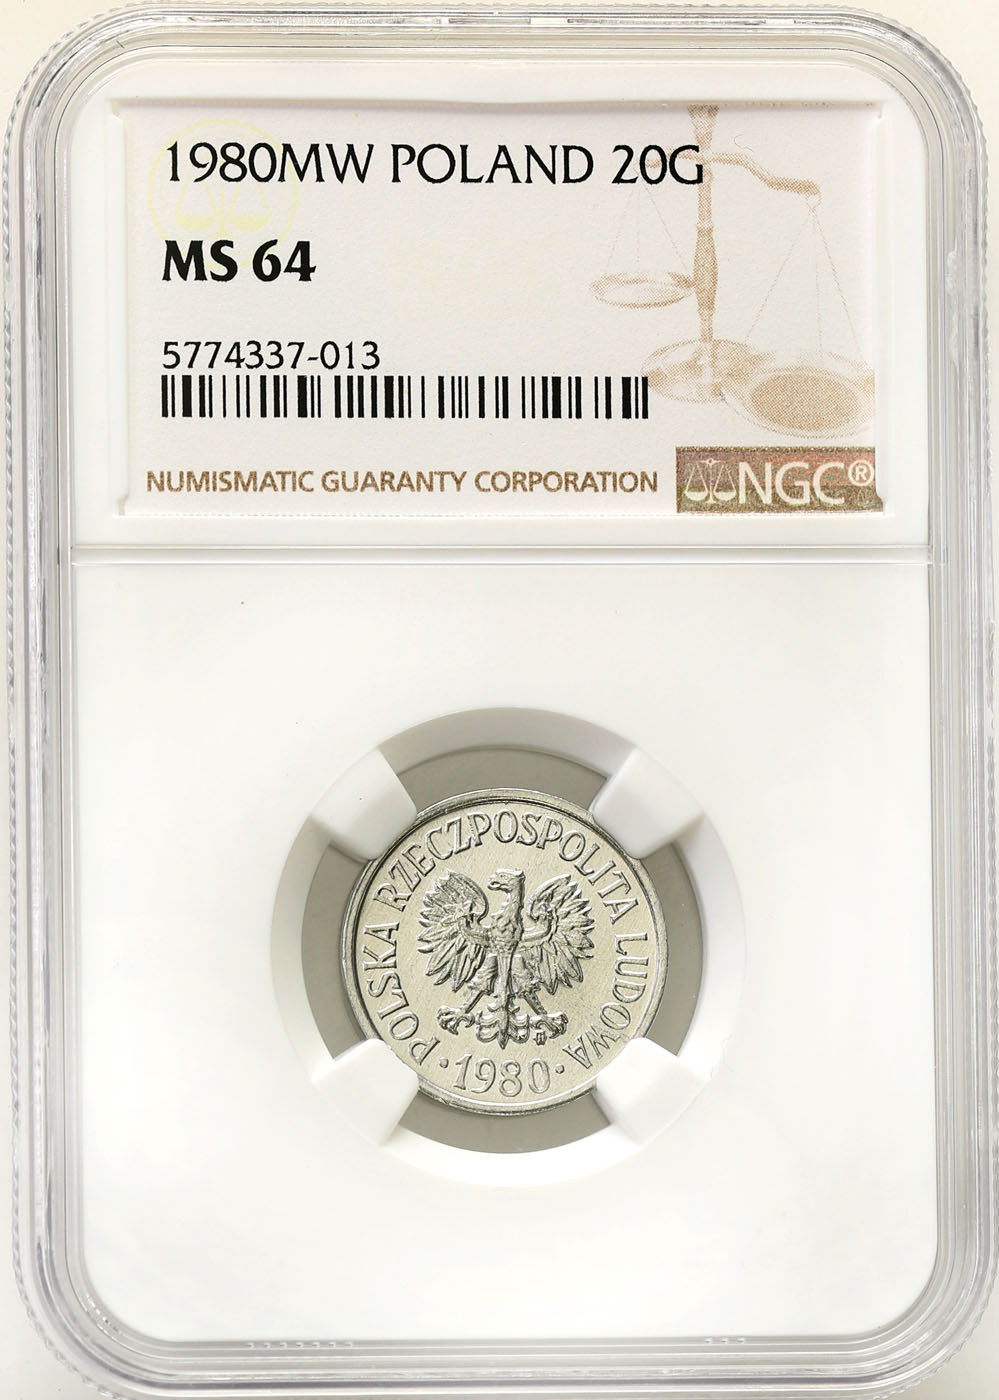 1980MW POLAND 20G
MS 64
5774337-013
NUMISMATIC GUARANTY CORPORATION
NGC®
POLSKA RZECZPOSPOLITA LUDOWA
·1980·